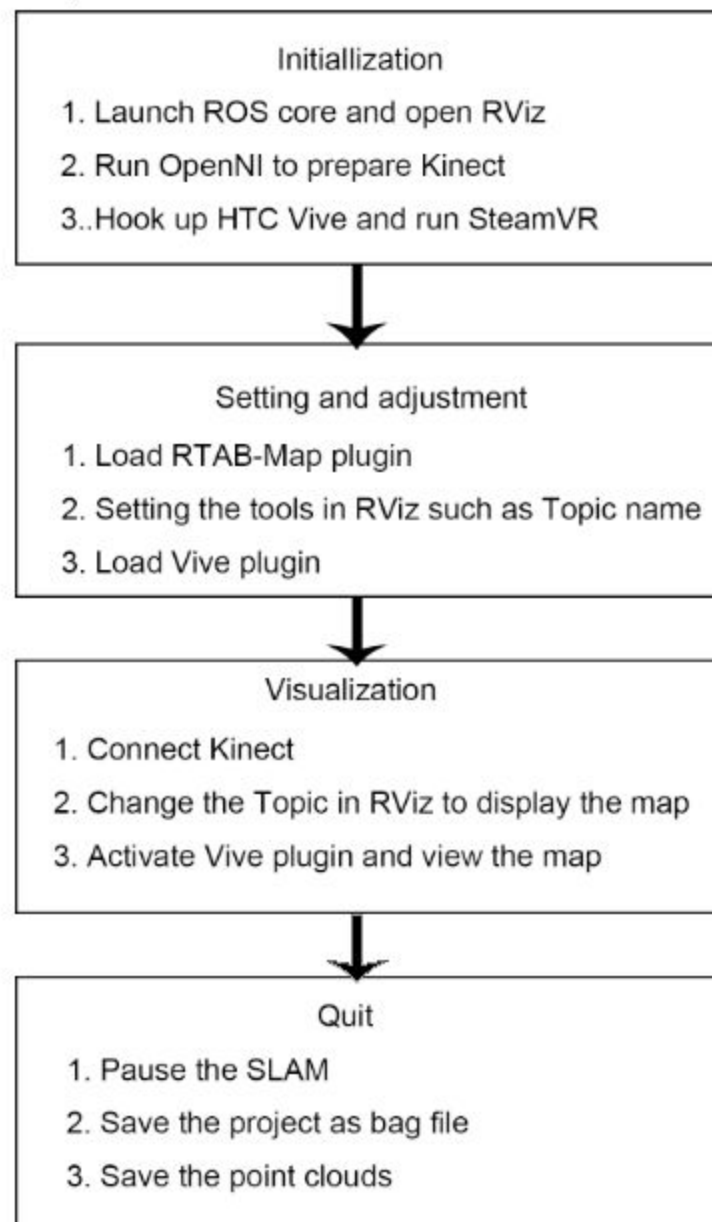 Initiallization
1. Launch ROS core and open RViz
2. Run OpenNI to prepare Kinect
3..Hook up HTC Vive and run SteamVR
Setting and adjustment
1. Load RTAB-Map plugin
2. Setting the tools in RViz such as Topic name
3. Load Vive plugin
Visualization
1. Connect Kinect
2. Change the Topic in RViz to display the map
3. Activate Vive plugin and view the map
Quit
1. Pause the SLAM
2. Save the project as bag file
3. Save the point clouds